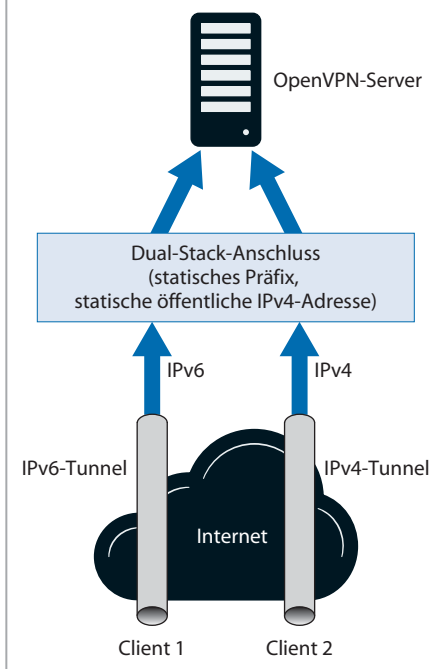 OpenVPN-Server
Dual-Stack-Anschluss
(statisches Präfix,
statische öffentliche IPv4-Adresse)
IPv6
IPv4
IPv6-Tunnel
IPv4-Tunnel
Internet
Client 1
Client 2